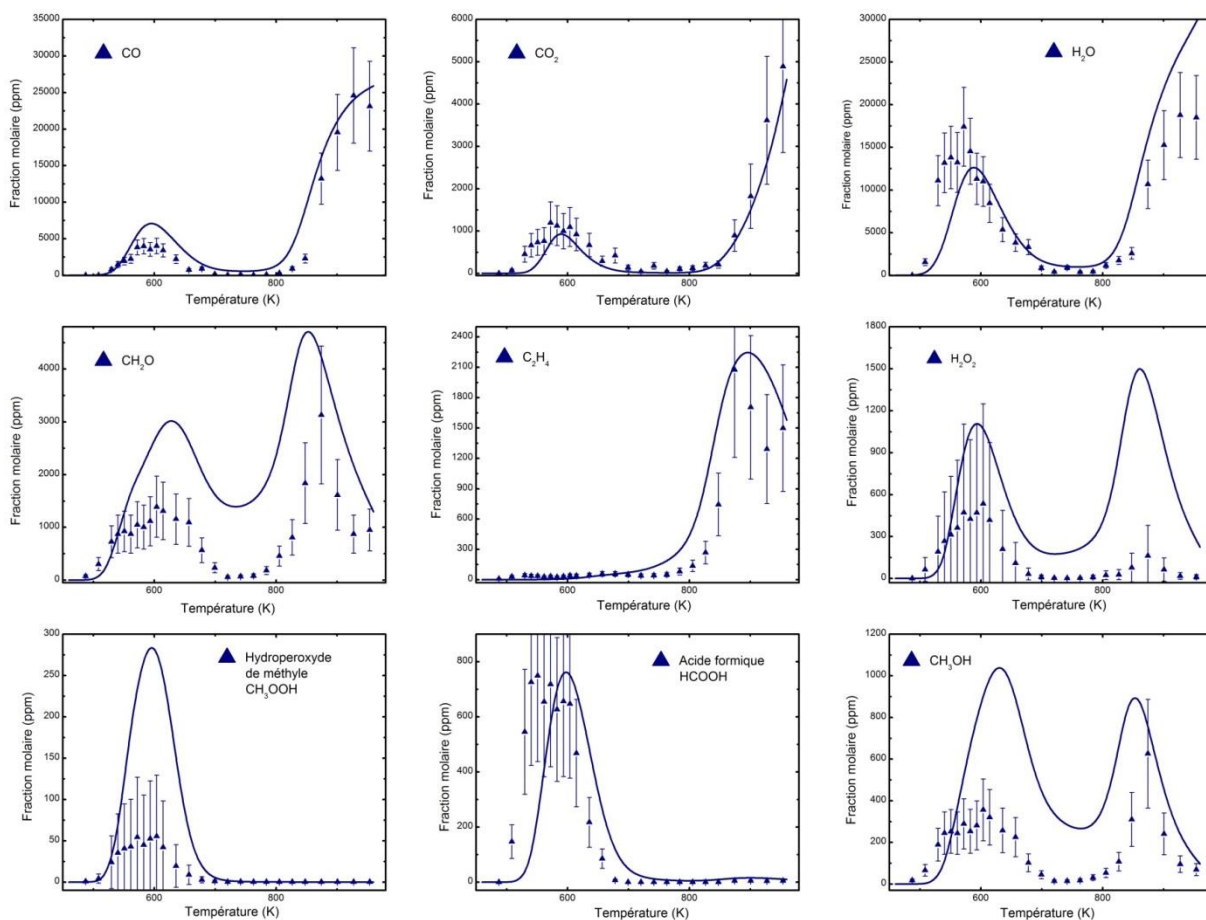 35000
30000
25000
20000
15000
10000
5000
0
Fraction molaire (ppm)
CO
600
800
Température (K)
6000
5000
4000
3000
2000
1000
0
Fraction molaire (ppm)
CO₂
600
800
Température (K)
30000
25000
20000
15000
10000
5000
0
Fraction molaire (ppm)
H₂O
600
800
Température (K)
4000
3000
2000
1000
0
Fraction molaire (ppm)
CH₂O
600
800
Température (K)
2400
2100
1800
1500
1200
900
600
300
0
Fraction molaire (ppm)
C₂H₄
600
800
Température (K)
1800
1500
1200
900
600
300
0
Fraction molaire (ppm)
H₂O₂
600
800
Température (K)
300
250
200
150
100
50
0
Fraction molaire (ppm)
Hydroperoxyde
de méthyle
CH₃OOH
600
800
Température (K)
800
600
400
200
0
Fraction molaire (ppm)
Acide formique
HCOOH
600
800
Température (K)
1200
1000
800
600
400
200
0
Fraction molaire (ppm)
CH₃OH
600
800
Température (K)